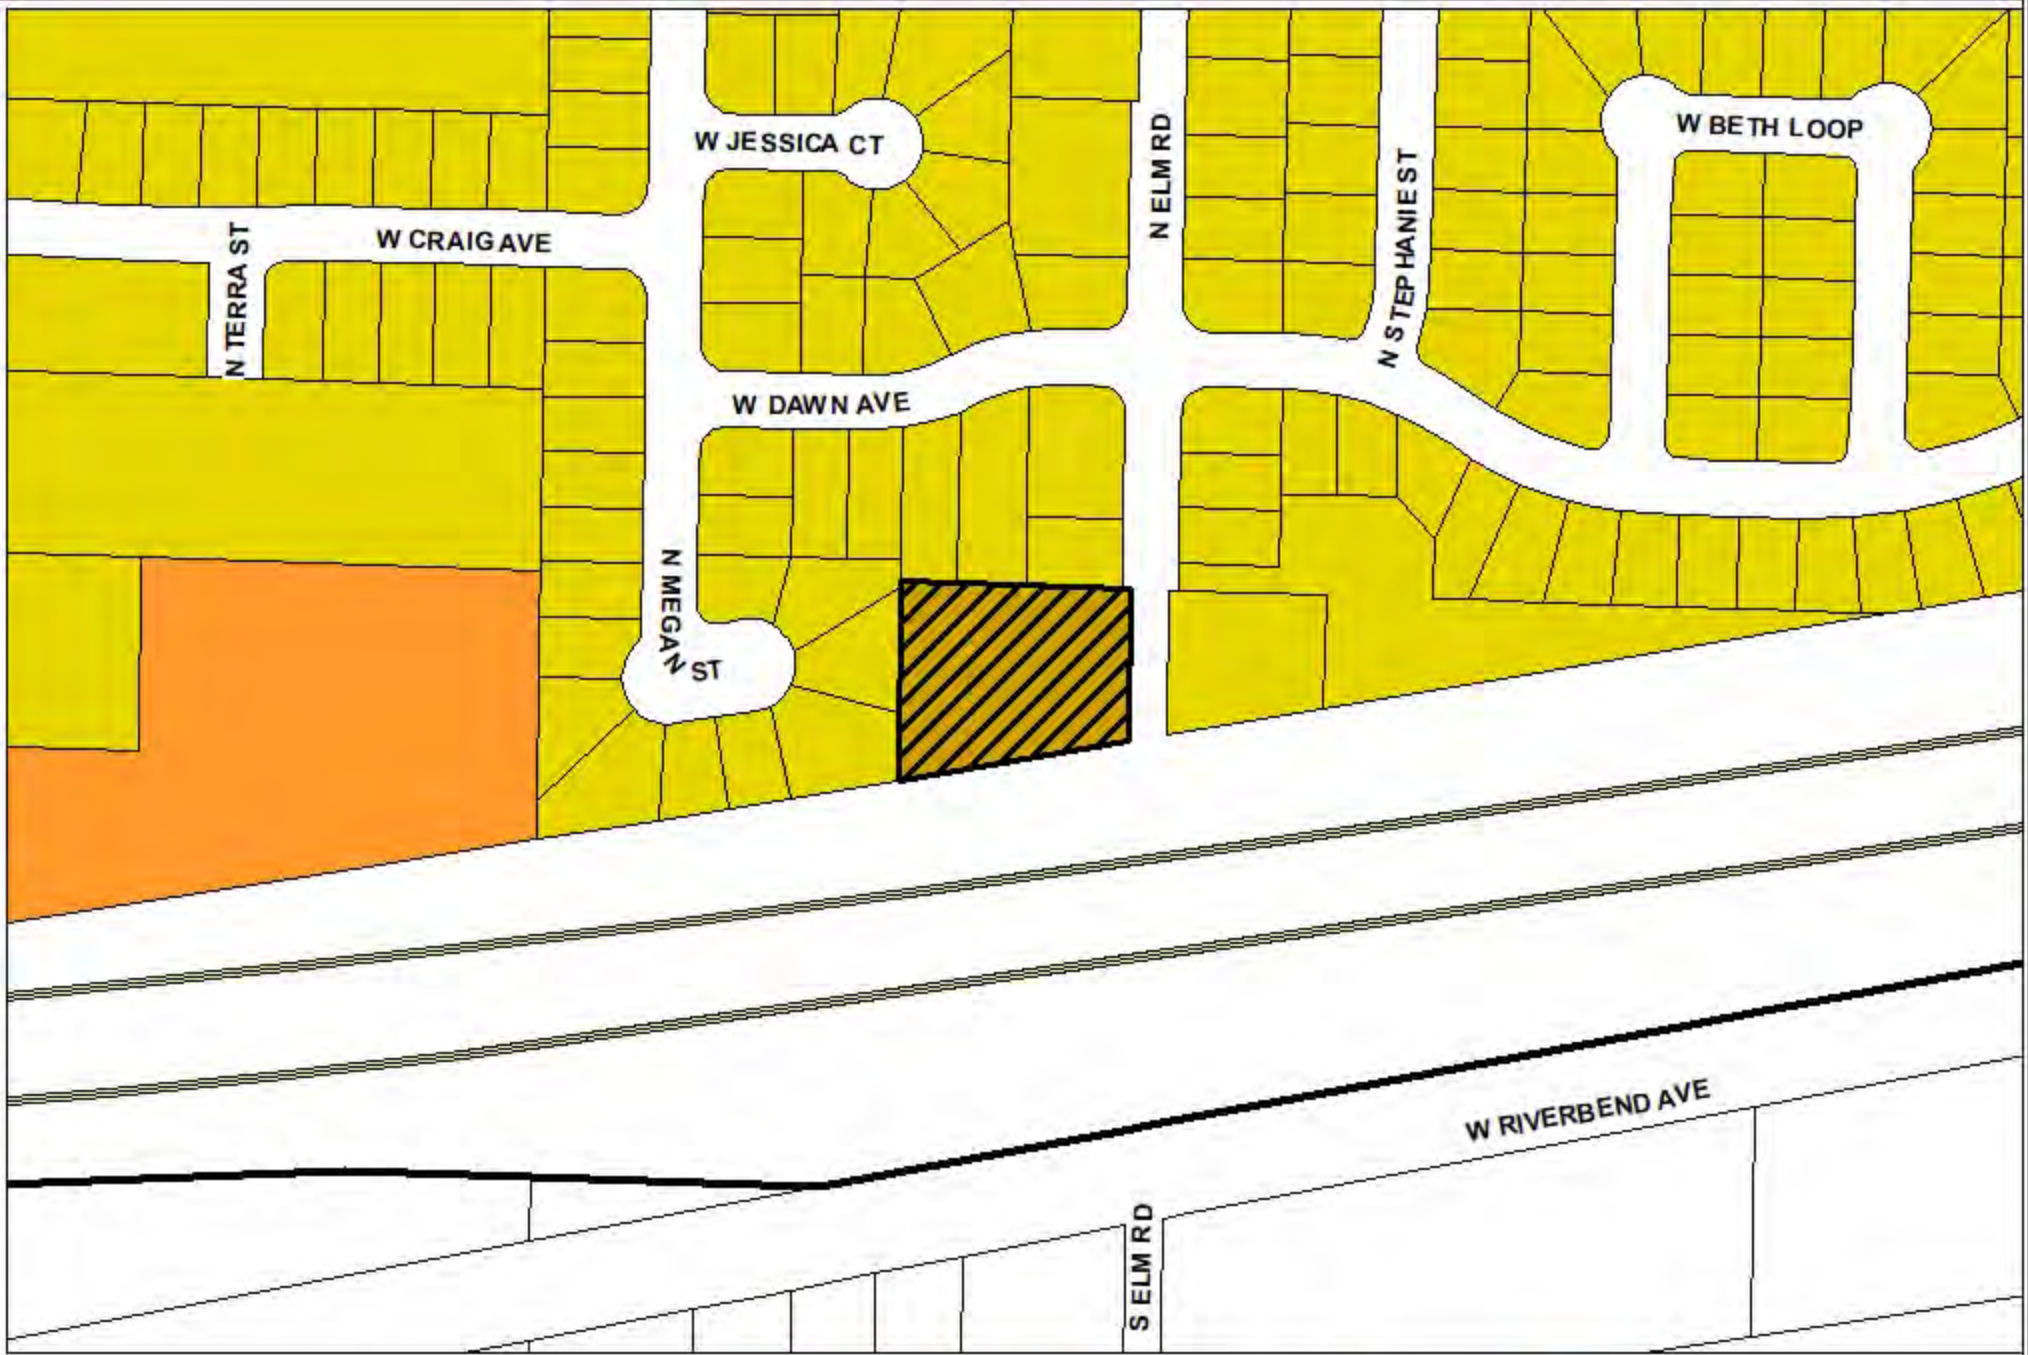 W JESSICA CT
W BETH LOOP
N ELM RD
N STEPHANIE ST
W CRAIG AVE
N TERRA ST
W DAWN AVE
N MEGAN ST
W RIVERBEND AVE
S ELM RD